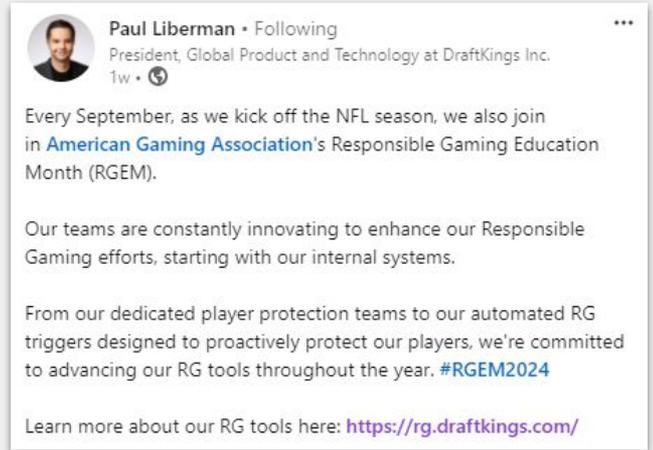 Paul Liberman • Following
President, Global Product and Technology at DraftKings Inc.
1w •
Every September, as we kick off the NFL season, we also join
in American Gaming Association's Responsible Gaming Education
Month (RGEM).
Our teams are constantly innovating to enhance our Responsible
Gaming efforts, starting with our internal systems.
From our dedicated player protection teams to our automated RG
triggers designed to proactively protect our players, we're committed
to advancing our RG tools throughout the year. #RGEM2024
Learn more about our RG tools here: https://rg.draftkings.com/